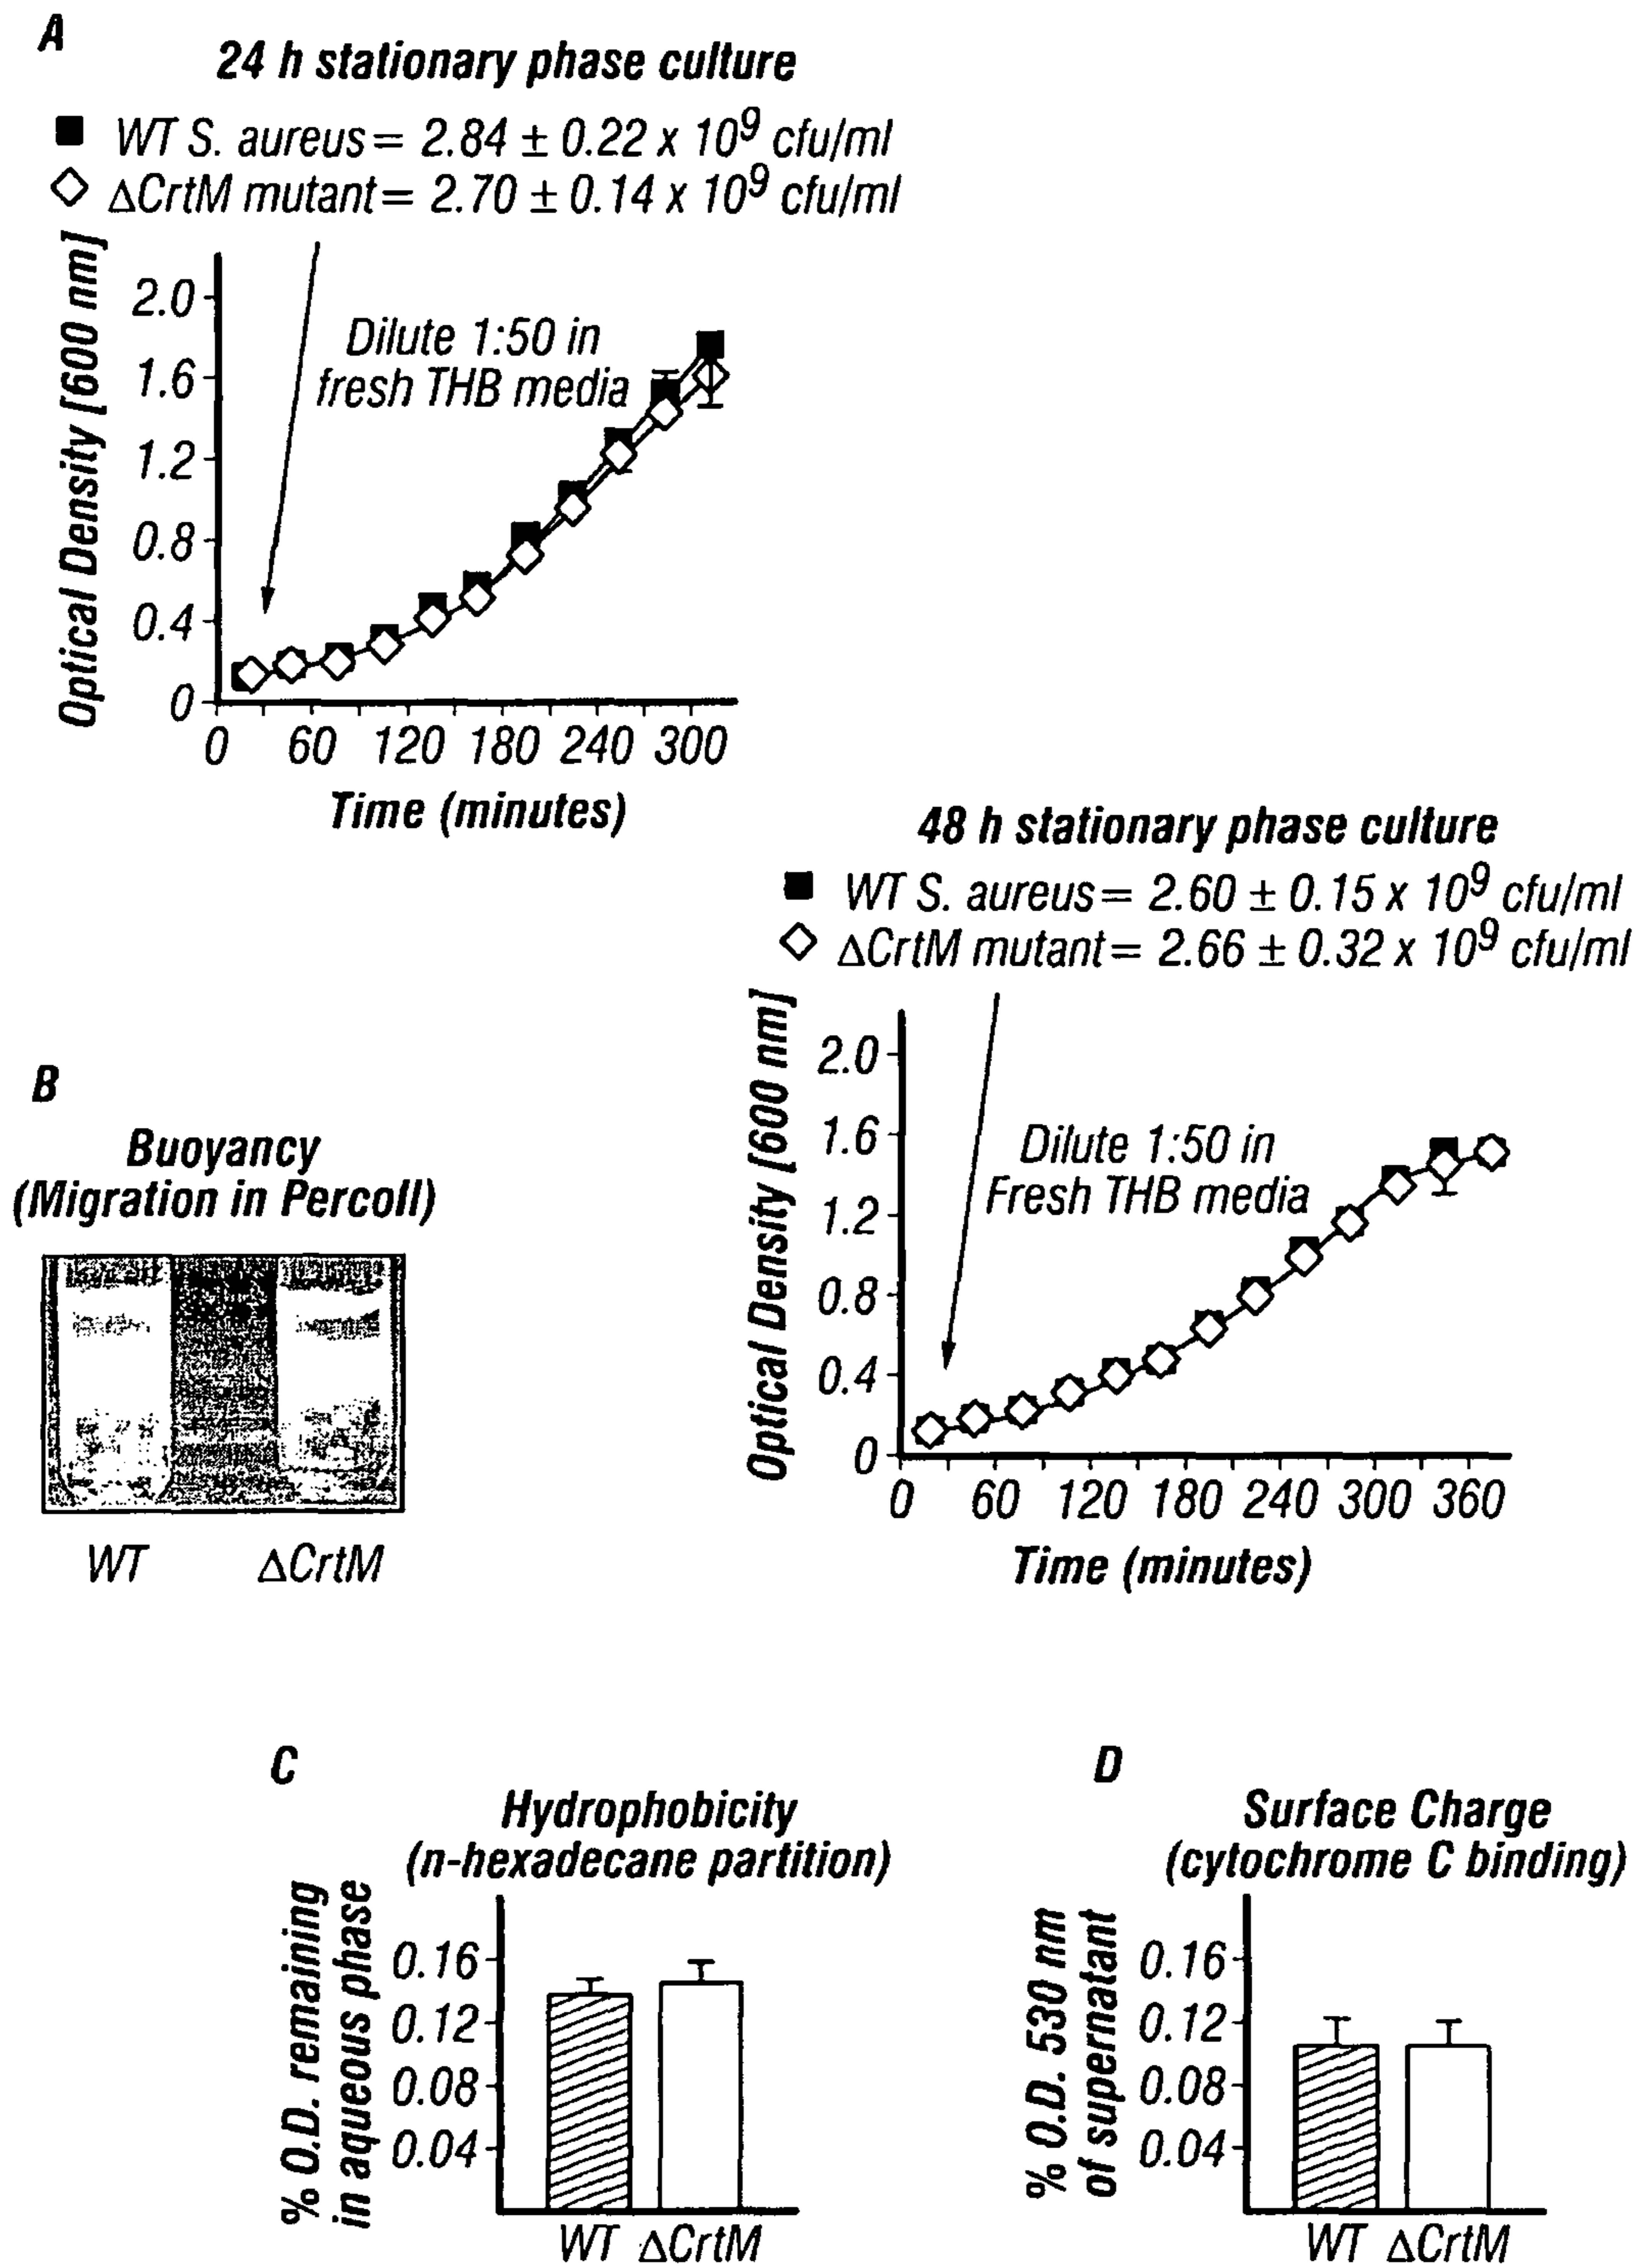 A
24 h stationary phase culture
WT S. aureus = 2.84 ± 0.22 x 10⁹ cfu/ml
ΔCrtM mutant = 2.70 ± 0.14 x 10⁹ cfu/ml
Optical Density [600 nm]
2.0
1.6
1.2
0.8
0.4
0
Dilute 1:50 in
fresh THB media
0 60 120 180 240 300
Time (minutes)
48 h stationary phase culture
WT S. aureus = 2.60 ± 0.15 x 10⁹ cfu/ml
ΔCrtM mutant = 2.66 ± 0.32 x 10⁹ cfu/ml
Optical Density [600 nm]
2.0
1.6
1.2
0.8
0.4
0
Dilute 1:50 in
Fresh THB media
0 60 120 180 240 300 360
Time (minutes)
B
Buoyancy
(Migration in Percoll)
WT ΔCrtM
C
Hydrophobicity
(n-hexadecane partition)
% O.D. remaining
in aqueous phase
0.16
0.12
0.08
0.04
WT ΔCrtM
D
Surface Charge
(cytochrome C binding)
% O.D. 530 nm
of supernatant
0.16
0.12
0.08
0.04
WT ΔCrtM